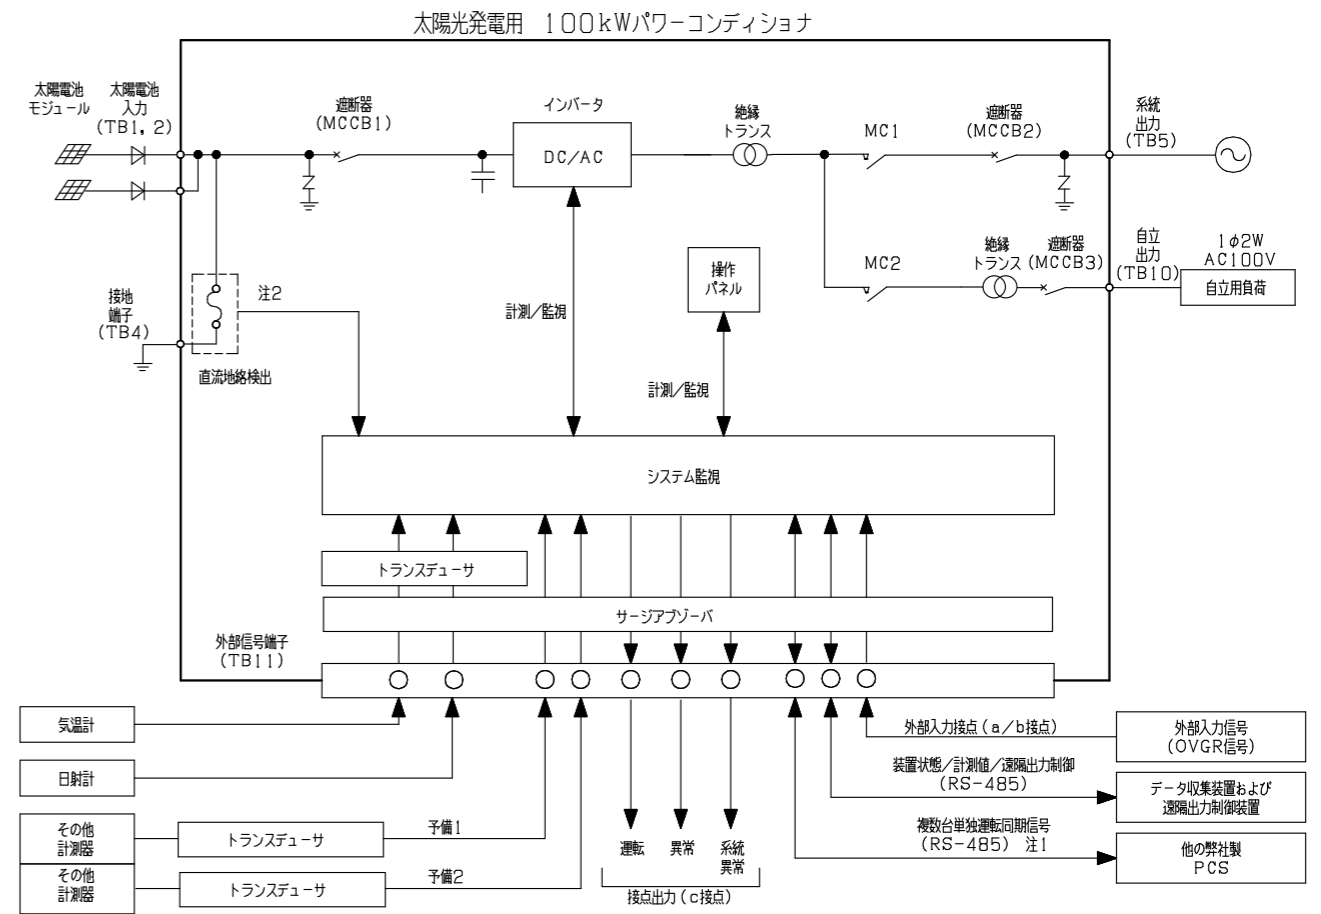 太陽光発電用 100kWパワーコンディショナ
太陽電池
モジュール
太陽電池
入力
(TB1, 2)
遮断器
(MCCB1)
インバータ
DC/AC
絶縁
トランス
MC1
遮断器
(MCCB2)
系統
出力
(TB5)
MC2
絶縁
トランス
遮断器
(MCCB3)
自立
出力
(TB10)
1φ2W
AC100V
自立用負荷
接地
端子
(TB4)
注2
直流地絡検出
計測/監視
操作
パネル
計測/監視
システム監視
トランスデューサ
サージアブソーバ
外部信号端子
(TB11)
気温計
日射計
その他
計測器
トランスデューサ
予備1
その他
計測器
トランスデューサ
予備2
運転
異常
系統
異常
接点出力(c接点)
外部入力接点(a/b接点)
外部入力信号
(OVGR信号)
装置状態/計測値/遠隔出力制御
(RS-485)
データ収集装置および
遠隔出力制御装置
複数台単独運転同期信号
(RS-485) 注1
他の弊社製
PCS